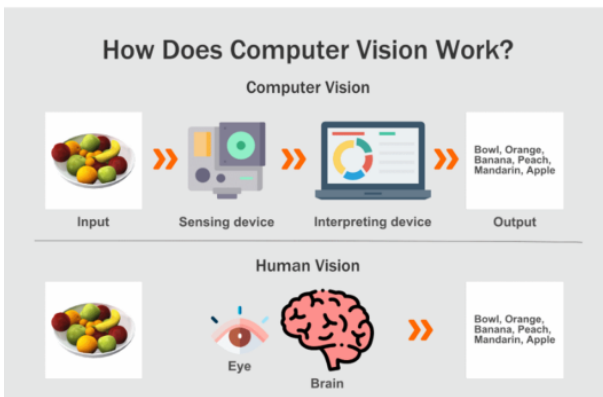 How Does Computer Vision Work?
Computer Vision
Bowl, Orange,
Banana, Peach,
Mandarin, Apple
Input
Sensing device
Interpreting device
Output
Human Vision
Bowl, Orange,
Banana, Peach,
Mandarin, Apple
Eye
Brain